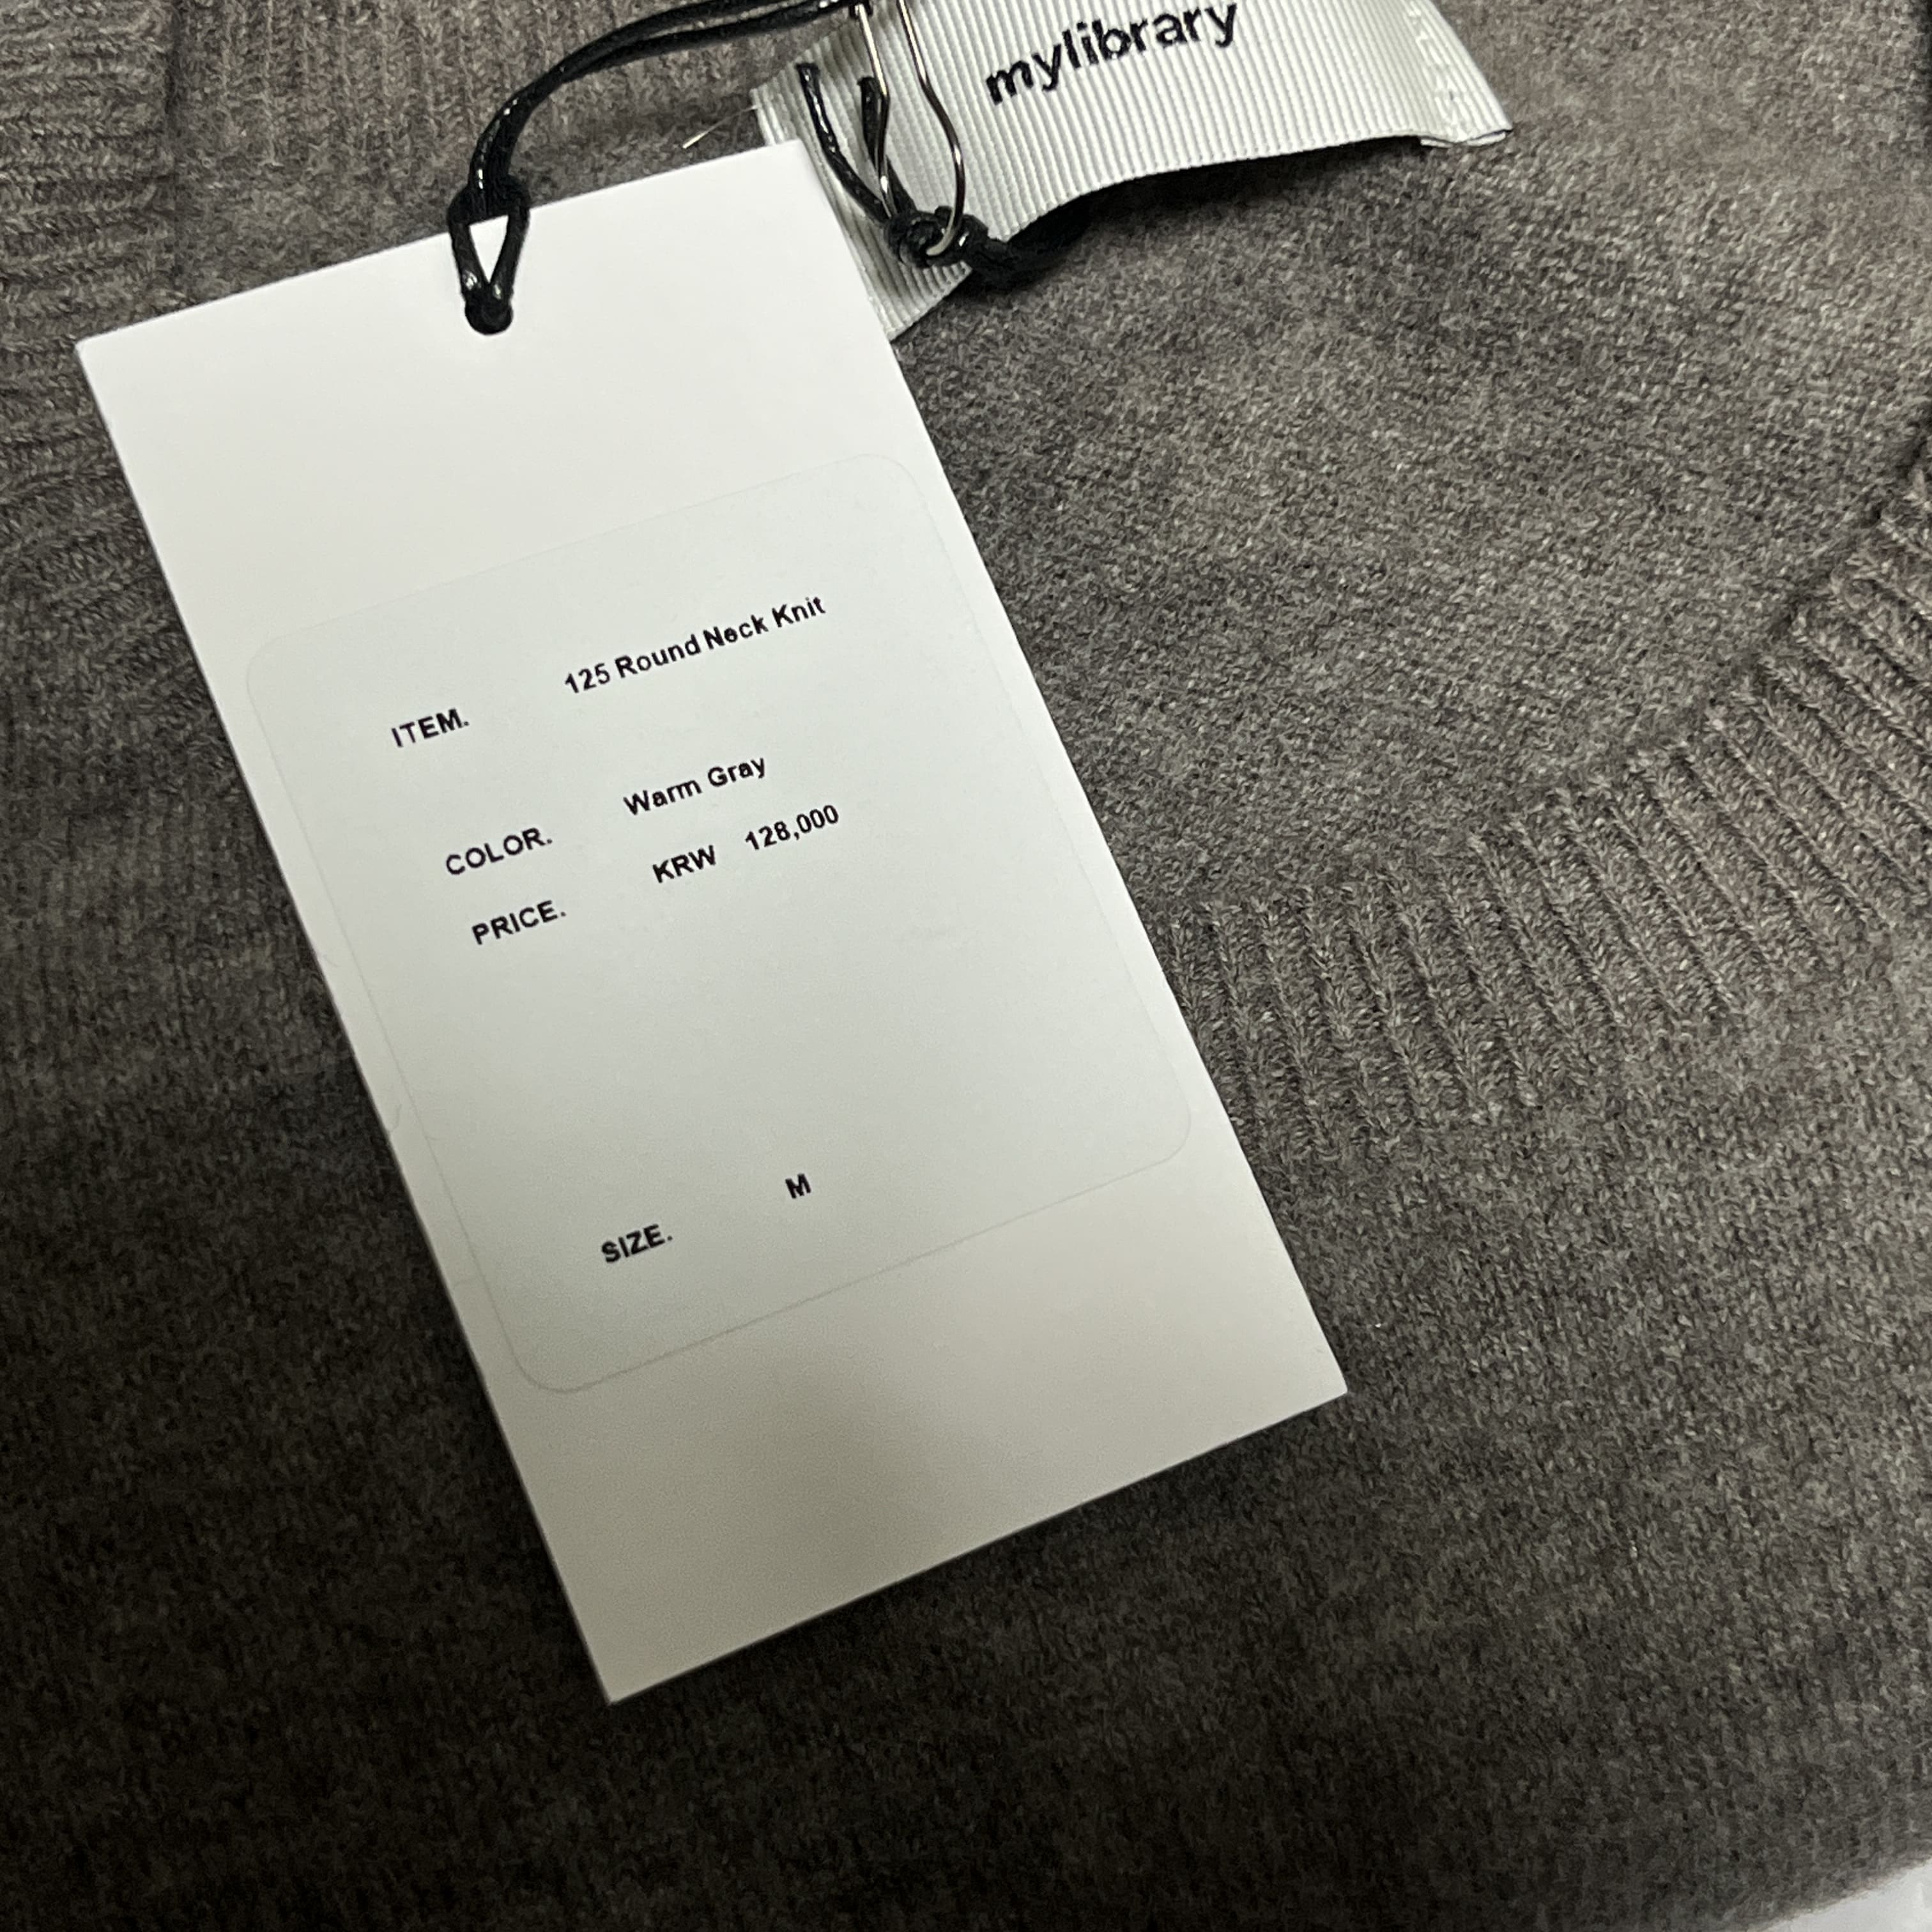 mylibrary
ITEM. 125 Round Neck Knit
COLOR. Warm Gray
PRICE. KRW 128,000
SIZE. M